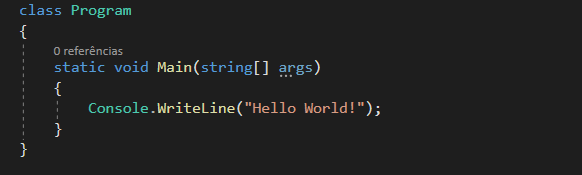 class Program
{
0 referências
static void Main(string[] args)
{
Console.WriteLine("Hello World!");
}
}